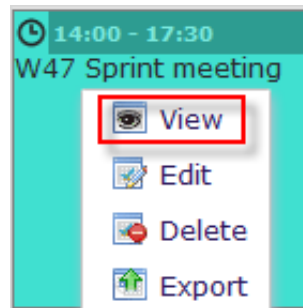 14:00 - 17:30
W47 Sprint meeting
View
Edit
Delete
Export